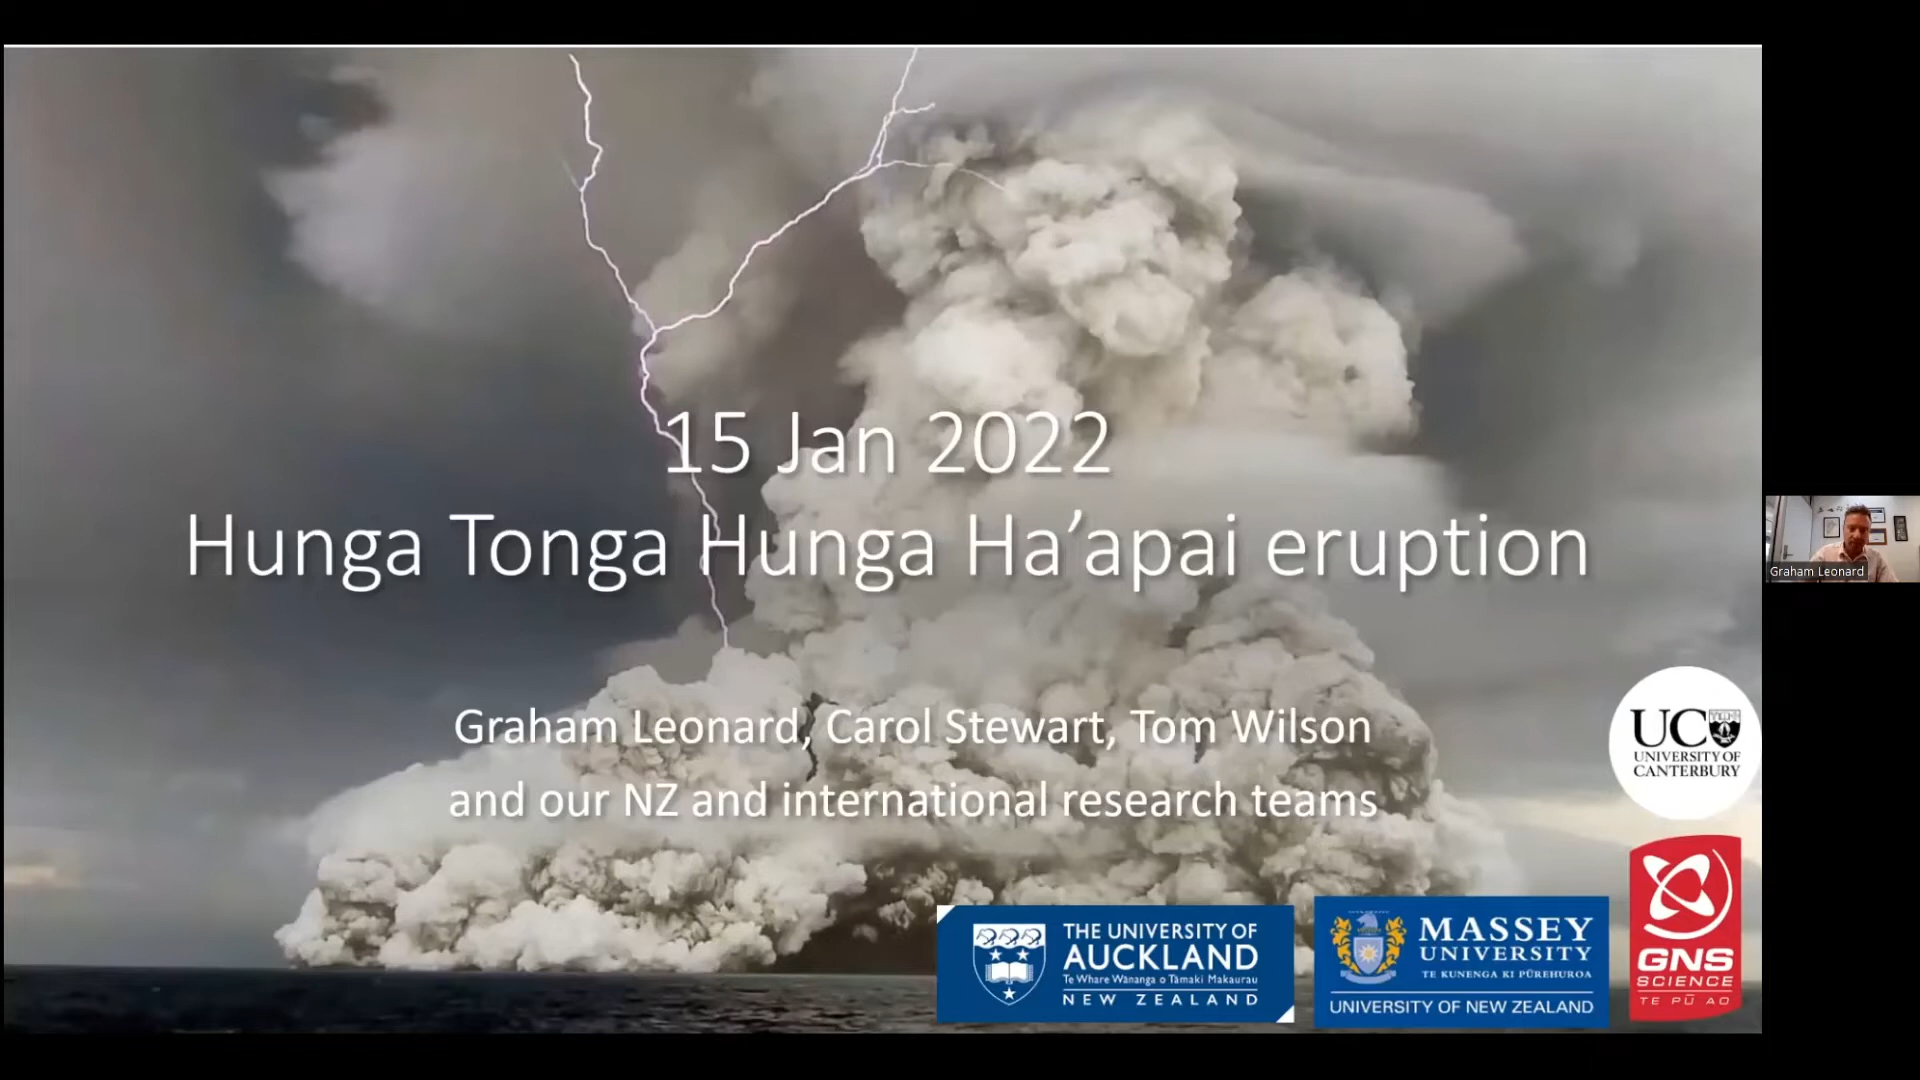 15 Jan 2022
Hunga Tonga Hunga Ha’apai eruption
Graham Leonard
Graham Leonard, Carol Stewart, Tom Wilson
and our NZ and international research teams
UC
UNIVERSITY OF
CANTERBURY
THE UNIVERSITY OF
AUCKLAND
Te Whare Wānanga o Tāmaki Makaurau
NEW ZEALAND
MASSEY
UNIVERSITY
TE KUNENGA KI PŪREHUROA
UNIVERSITY OF NEW ZEALAND
GNS
SCIENCE
TE PŪ AO